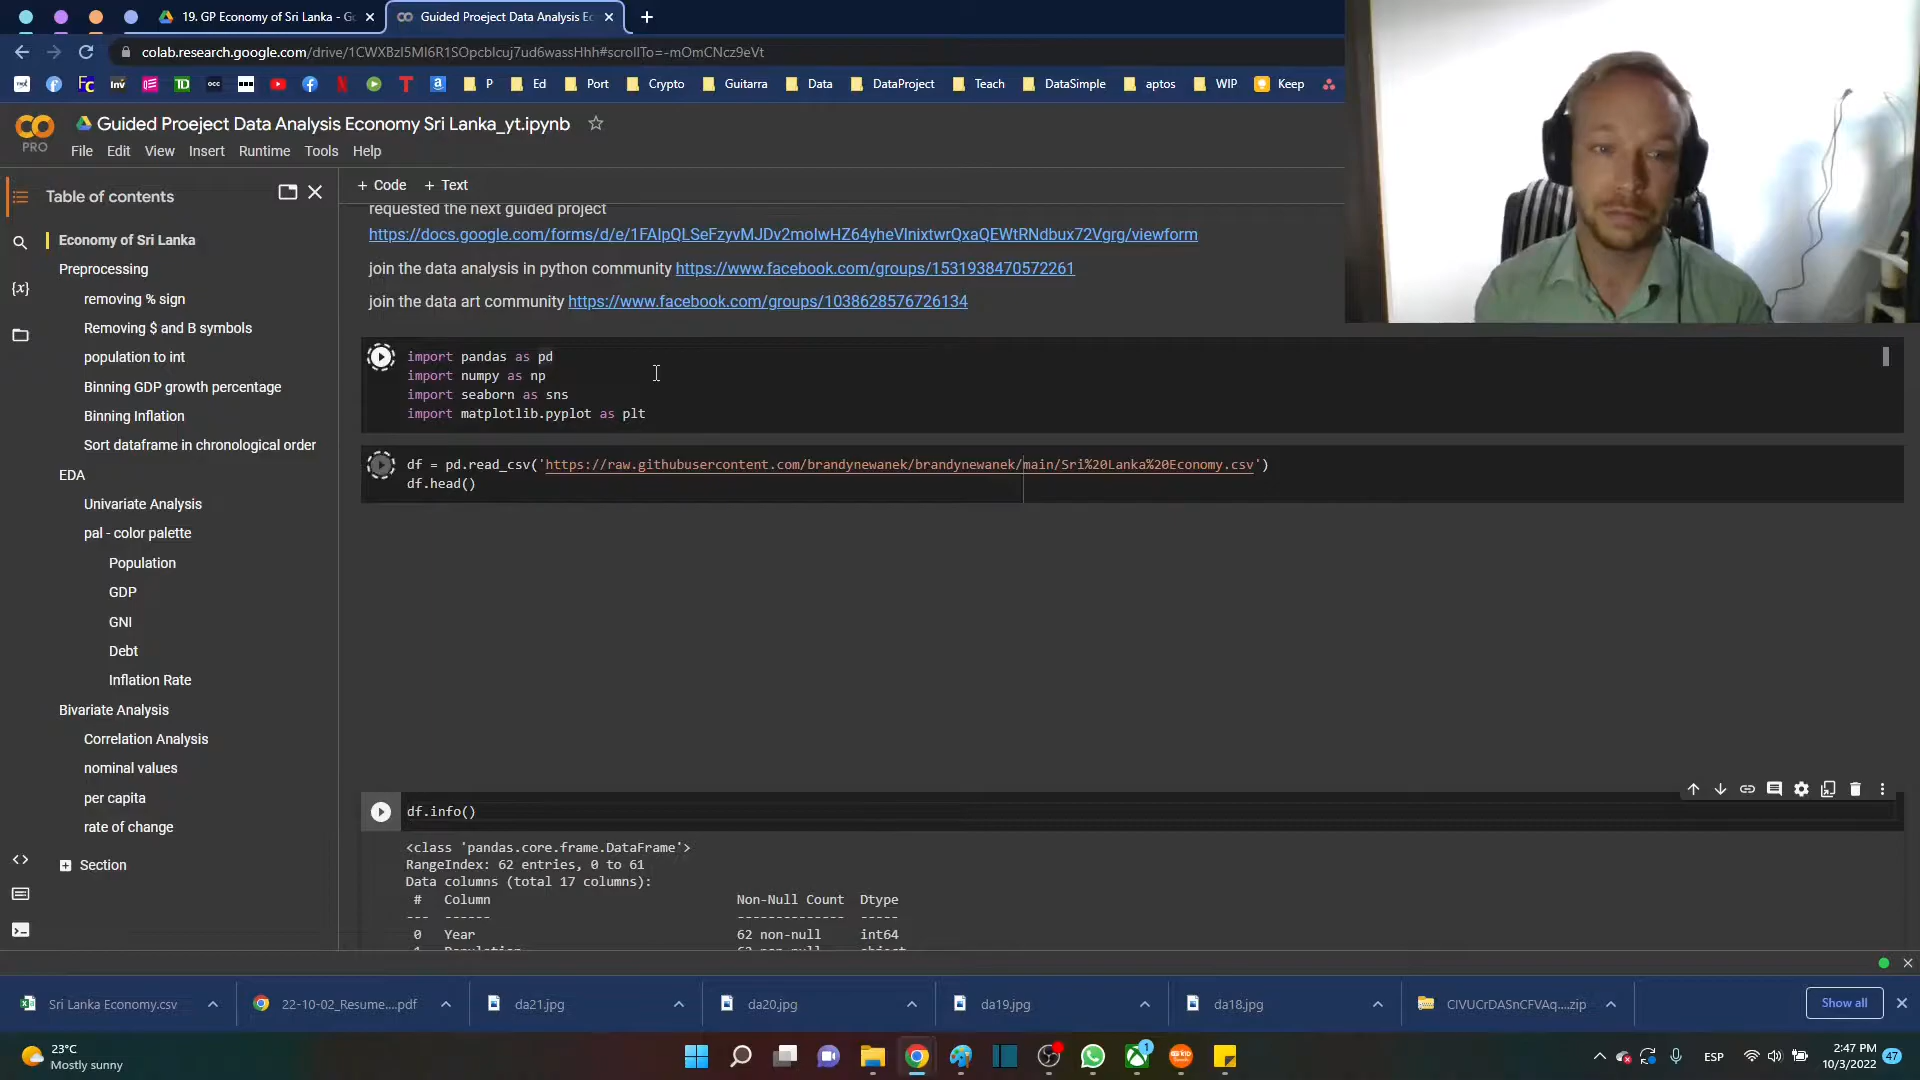 19. GP Economy of Sri Lanka - Go
Guided Proeject Data Analysis Ec
colab.research.google.com/drive/1CWXBzI5MI6R1SOpcblcuj7ud6wassHhh#scrollTo=-mOmCNcz9eVt
inv
TD
occ
P
Ed
Port
Crypto
Guitarra
Data
DataProject
Teach
DataSimple
aptos
WIP
Keep
PRO
Guided Proeject Data Analysis Economy Sri Lanka_yt.ipynb
File Edit View Insert Runtime Tools Help
Table of contents
+ Code + Text
Economy of Sri Lanka
Preprocessing
removing % sign
Removing $ and B symbols
population to int
Binning GDP growth percentage
Binning Inflation
Sort dataframe in chronological order
EDA
Univariate Analysis
pal - color palette
Population
GDP
GNI
Debt
Inflation Rate
Bivariate Analysis
Correlation Analysis
nominal values
per capita
rate of change
Section
requested the next guided project
https://docs.google.com/forms/d/e/1FAIpQLSeFzyvMJDv2moIwHZ64yheVlnixtwrQxaQEWtRNdbux72Vgrg/viewform
join the data analysis in python community https://www.facebook.com/groups/1531938470572261
join the data art community https://www.facebook.com/groups/1038628576726134
import pandas as pd
import numpy as np
import seaborn as sns
import matplotlib.pyplot as plt
df = pd.read_csv('https://raw.githubusercontent.com/brandynewanek/brandynewanek/main/Sri%20Lanka%20Economy.csv')
df.head()
df.info()
<class 'pandas.core.frame.DataFrame'>
RangeIndex: 62 entries, 0 to 61
Data columns (total 17 columns):
# Column Non-Null Count Dtype
--- ------ -------------- -----
0 Year 62 non-null int64
Sri Lanka Economy.csv
22-10-02_Resume....pdf
da21.jpg
da20.jpg
da19.jpg
da18.jpg
CIVUCrDASnCFVAq....zip
Show all
23°C
Mostly sunny
1
ESP
2:47 PM
10/3/2022
47